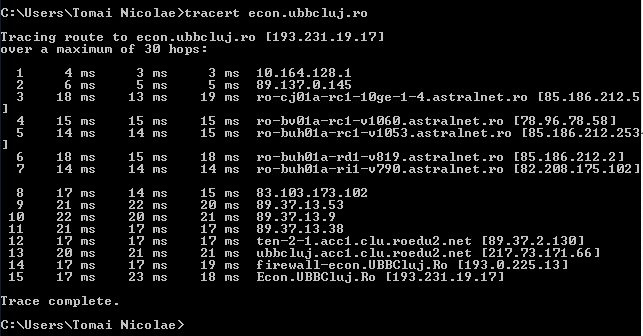 C:\Users\Tomai Nicolae>tracert econ.ubbcluj.ro
Tracing route to econ.ubbcluj.ro [193.231.19.17]
over a maximum of 30 hops:
1 4 ms 3 ms 3 ms 10.164.128.1
2 6 ms 5 ms 5 ms 89.137.0.145
3 18 ms 13 ms 19 ms ro-cj01a-rc1-10ge-1-4.astralnet.ro [85.186.212.5
]
4 15 ms 15 ms 15 ms ro-bv01a-rc1-v1060.astralnet.ro [78.96.78.58]
5 14 ms 14 ms 14 ms ro-buh01a-rc1-v1053.astralnet.ro [85.186.212.253
]
6 18 ms 15 ms 18 ms ro-buh01a-rd1-v819.astralnet.ro [85.186.212.2]
7 14 ms 14 ms 15 ms ro-buh01a-ri1-v790.astralnet.ro [82.208.175.102]
8 17 ms 14 ms 15 ms 83.103.173.102
9 21 ms 22 ms 20 ms 89.37.13.53
10 22 ms 20 ms 21 ms 89.37.13.9
11 21 ms 17 ms 17 ms 89.37.13.38
12 17 ms 17 ms 17 ms ten-2-1.acc1.clu.roedu2.net [89.37.2.130]
13 20 ms 21 ms 21 ms ubbcluj.acc1.clu.roedu2.net [217.73.171.66]
14 17 ms 17 ms 19 ms firewall-econ.UBBCluj.Ro [193.0.225.13]
15 17 ms 23 ms 18 ms Econ.UBBCluj.Ro [193.231.19.17]
Trace complete.
C:\Users\Tomai Nicolae>